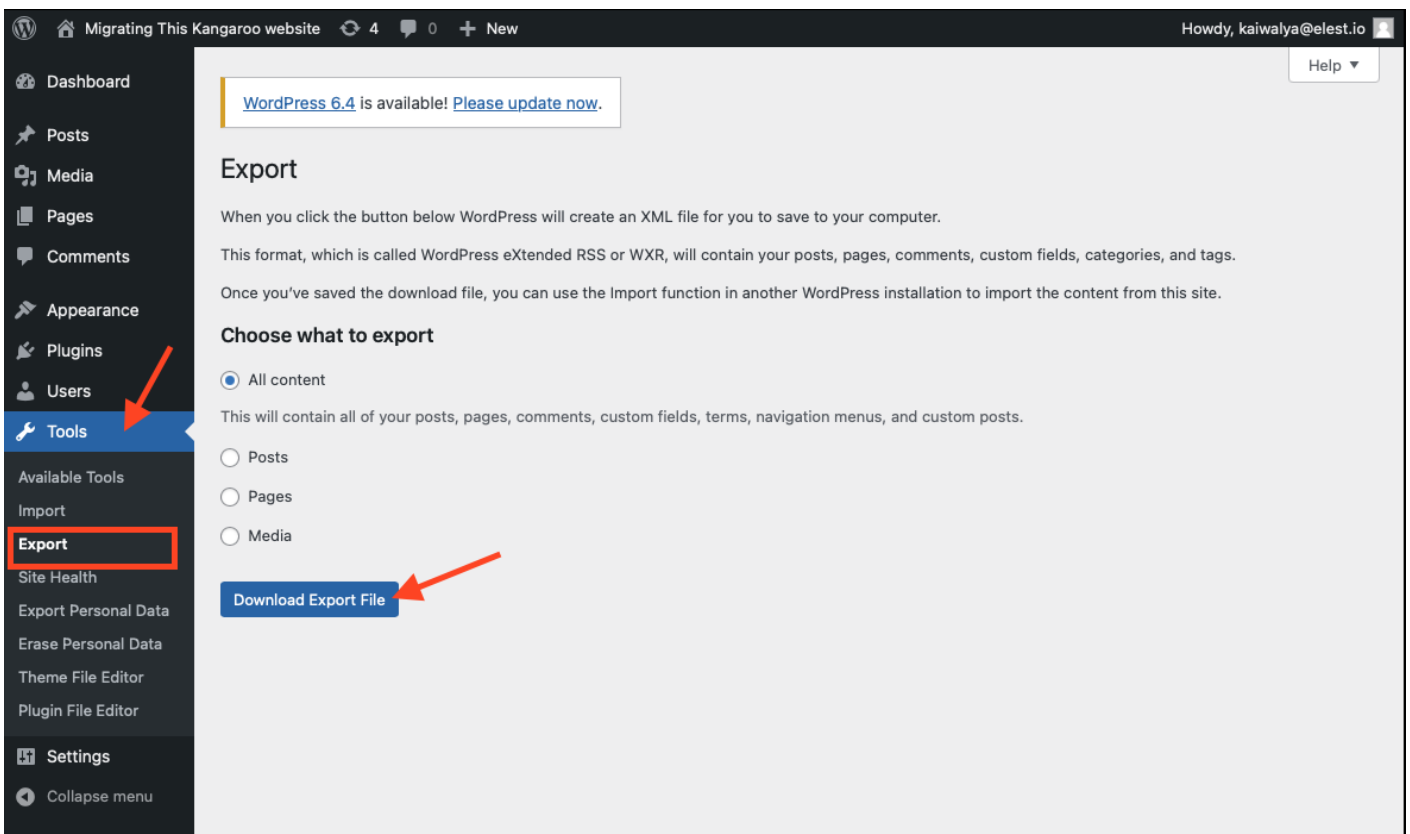 Migrating This Kangaroo website 4 0 New Howdy, kaiwalya@elest.io
Help
Dashboard
Posts
Media
Pages
Comments
Appearance
Plugins
Users
Tools
Available Tools
Import
Export
Site Health
Export Personal Data
Erase Personal Data
Theme File Editor
Plugin File Editor
Settings
Collapse menu
WordPress 6.4 is available! Please update now.
Export
When you click the button below WordPress will create an XML file for you to save to your computer.
This format, which is called WordPress eXtended RSS or WXR, will contain your posts, pages, comments, custom fields, categories, and tags.
Once you’ve saved the download file, you can use the Import function in another WordPress installation to import the content from this site.
Choose what to export
All content
This will contain all of your posts, pages, comments, custom fields, terms, navigation menus, and custom posts.
Posts
Pages
Media
Download Export File